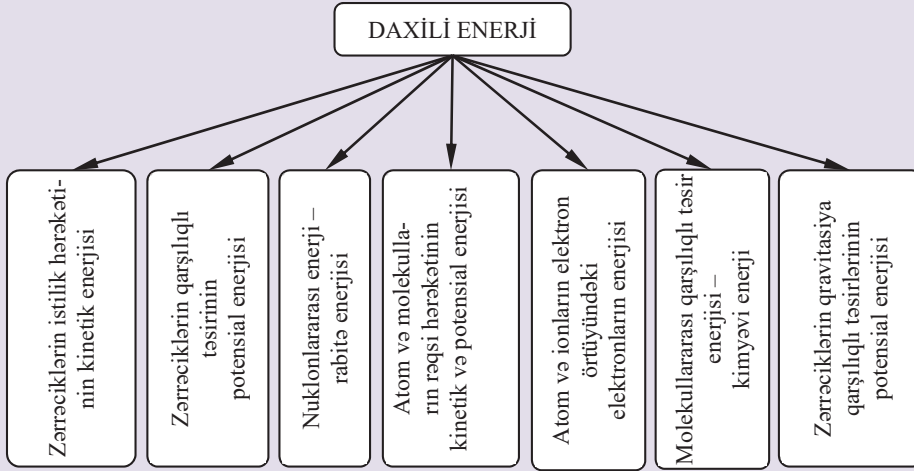 DAXİLİ ENERJİ
Zərrəciklərin istilik hərəkəti-
nin kinetik enerjisi
Zərrəciklərin qarşılıqlı
təsirinin
potensial enerjisi
Nuklonlararası enerji –
rabitə enerjisi
Atom və molekulla-
rın rəqsi hərəkətinin
kinetik və potensial enerjisi
Atom və ionların elektron
örtüyündəki
elektronların enerjisi
Molekullararası qarşılıqlı təsir
enerjisi –
kimyəvi enerji
Zərrəciklərin qravitasiya
qarşılıqlı təsirlərinin
potensial enerjisi